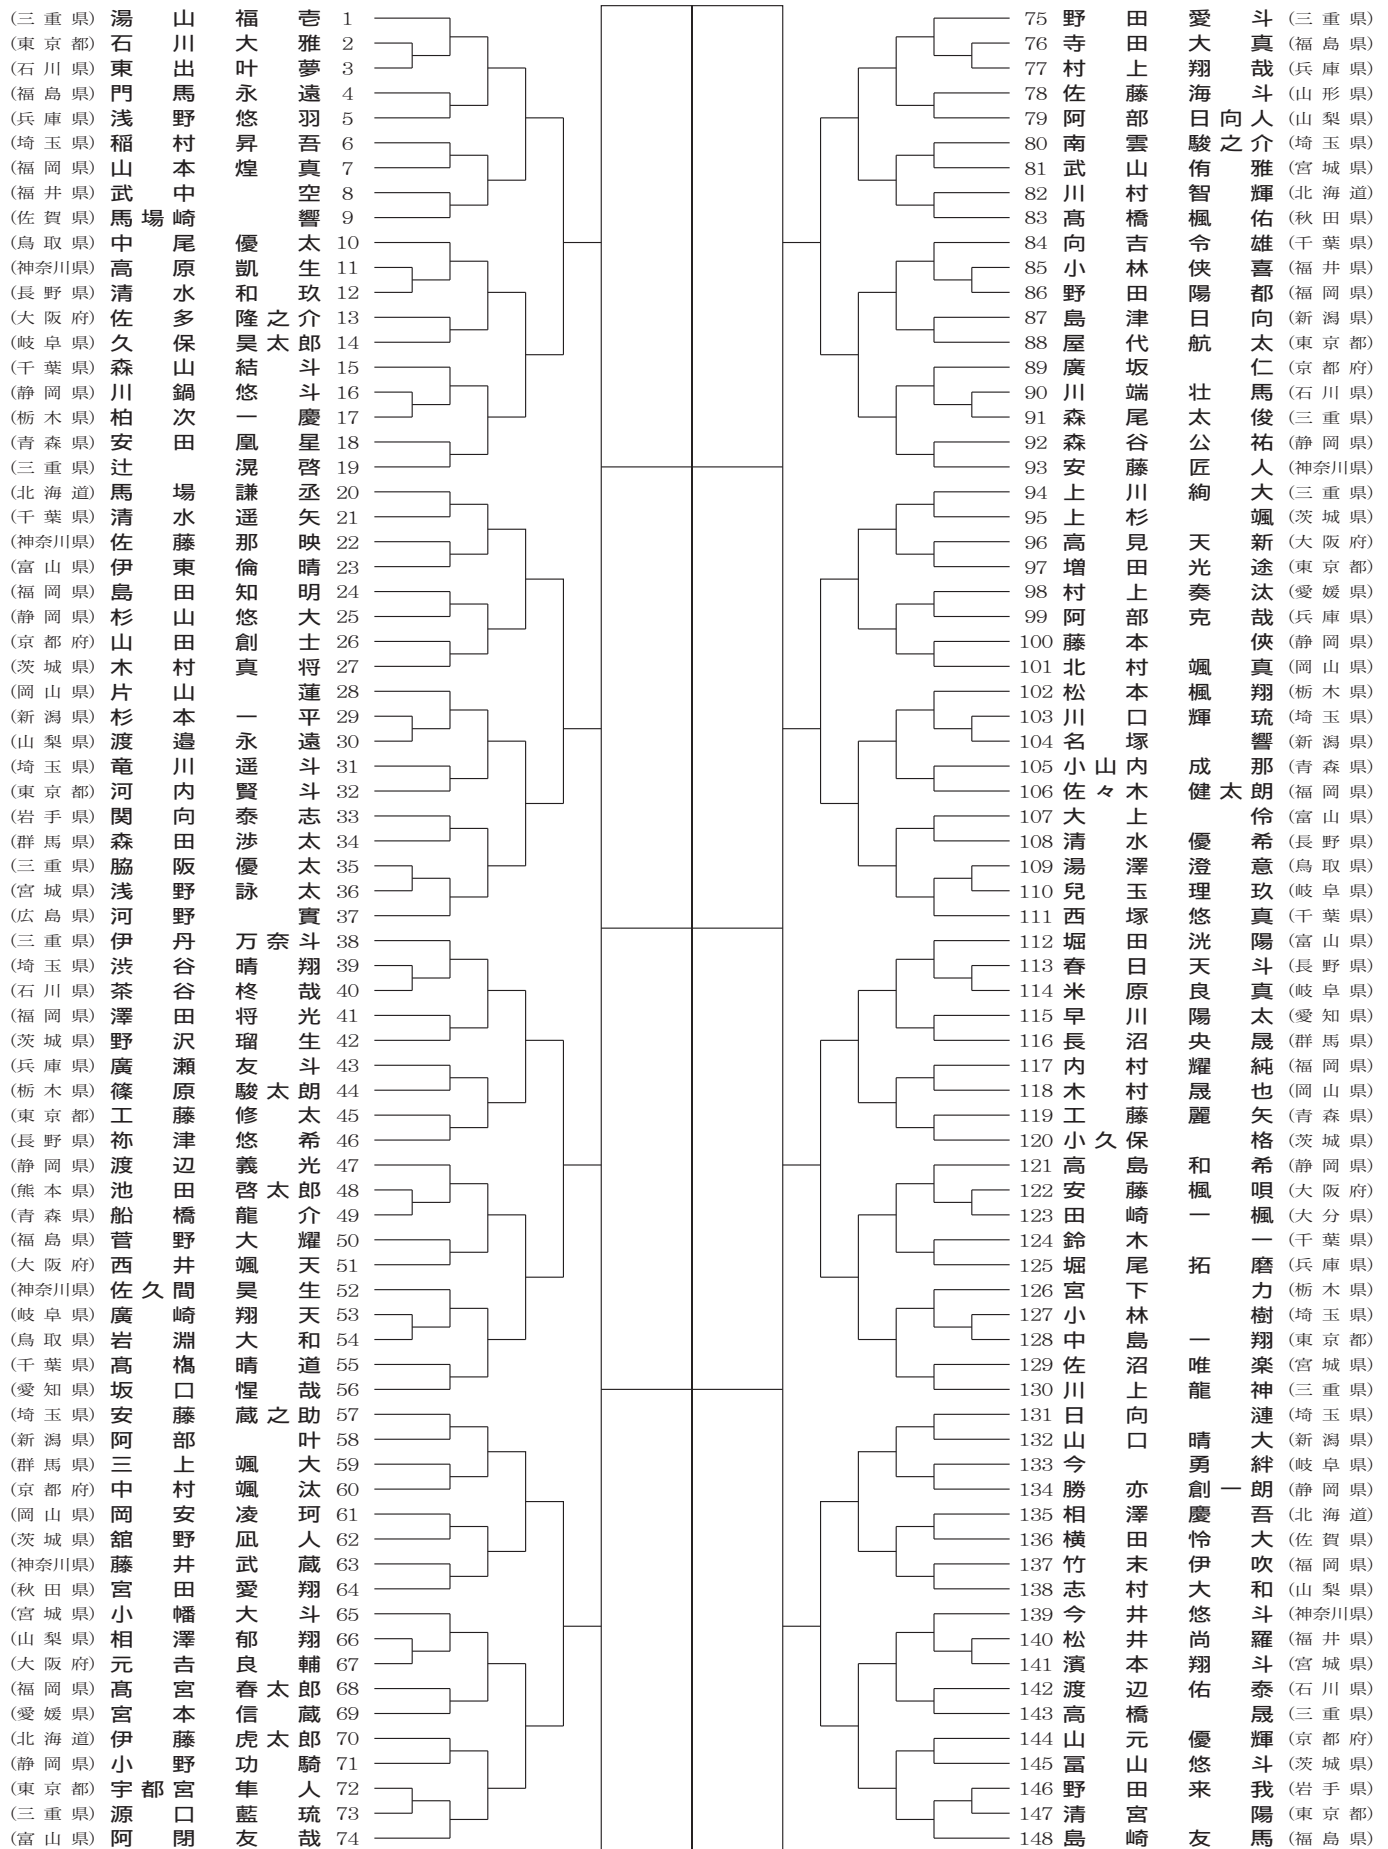 (三重県) 湯山福壱 1
(東京都) 石川大雅 2
(石川県) 東出叶夢 3
(福島県) 門馬永遠 4
(兵庫県) 浅野悠羽 5
(埼玉県) 稲村昇吾 6
(福岡県) 山本煌真 7
(福井県) 武中空 8
(佐賀県) 馬場崎響 9
(鳥取県) 中尾優太 10
(神奈川県) 高原凱生 11
(長野県) 清水和玖 12
(大阪府) 佐多隆之介 13
(岐阜県) 久保昊太郎 14
(千葉県) 森山結斗 15
(静岡県) 川鍋悠斗 16
(栃木県) 柏次一慶 17
(青森県) 安田凰星 18
(三重県) 辻滉啓 19
(北海道) 馬場謙丞 20
(千葉県) 清水遥矢 21
(神奈川県) 佐藤那映 22
(富山県) 伊東倫晴 23
(福岡県) 島田知明 24
(静岡県) 杉山悠大 25
(京都府) 山田創士 26
(茨城県) 木村真将 27
(岡山県) 片山蓮 28
(新潟県) 杉本一平 29
(山梨県) 渡邉永遠 30
(埼玉県) 竜川遥斗 31
(東京都) 河内賢斗 32
(岩手県) 関向泰志 33
(群馬県) 森田渉太 34
(三重県) 脇阪優太 35
(宮城県) 浅野詠太 36
(広島県) 河野實 37
(三重県) 伊丹万奈斗 38
(埼玉県) 渋谷晴翔 39
(石川県) 茶谷柊哉 40
(福岡県) 澤田将光 41
(茨城県) 野沢瑠生 42
(兵庫県) 廣瀬友斗 43
(栃木県) 篠原駿太朗 44
(東京都) 工藤修太 45
(長野県) 祢津悠希 46
(静岡県) 渡辺義光 47
(熊本県) 池田啓太郎 48
(青森県) 船橋龍介 49
(福島県) 菅野大耀 50
(大阪府) 西井颯天 51
(神奈川県) 佐久間昊生 52
(岐阜県) 廣崎翔天 53
(鳥取県) 岩淵大和 54
(千葉県) 髙槗晴道 55
(愛知県) 坂口惺哉 56
(埼玉県) 安藤蔵之助 57
(新潟県) 阿部叶 58
(群馬県) 三上颯大 59
(京都府) 中村颯汰 60
(岡山県) 岡安凌珂 61
(茨城県) 舘野凪人 62
(神奈川県) 藤井武蔵 63
(秋田県) 宮田愛翔 64
(宮城県) 小幡大斗 65
(山梨県) 相澤郁翔 66
(大阪府) 元𠮷良輔 67
(福岡県) 髙宮春太郎 68
(愛媛県) 宮本信蔵 69
(北海道) 伊藤虎太郎 70
(静岡県) 小野功騎 71
(東京都) 宇都宮隼人 72
(三重県) 源口藍琉 73
(富山県) 阿閉友哉 74
75 野田愛斗 (三重県)
76 寺田大真 (福島県)
77 村上翔哉 (兵庫県)
78 佐藤海斗 (山形県)
79 阿部日向人 (山梨県)
80 南雲駿之介 (埼玉県)
81 武山侑雅 (宮城県)
82 川村智輝 (北海道)
83 髙橋楓佑 (秋田県)
84 向吉令雄 (千葉県)
85 小林侠喜 (福井県)
86 野田陽都 (福岡県)
87 島津日向 (新潟県)
88 屋代航太 (東京都)
89 廣坂仁 (京都府)
90 川端壮馬 (石川県)
91 森尾太俊 (三重県)
92 森谷公祐 (静岡県)
93 安藤匠人 (神奈川県)
94 上川絢大 (三重県)
95 上杉颯 (茨城県)
96 高見天新 (大阪府)
97 増田光途 (東京都)
98 村上奏汰 (愛媛県)
99 阿部克哉 (兵庫県)
100 藤本俠 (静岡県)
101 北村颯真 (岡山県)
102 松本楓翔 (栃木県)
103 川口輝琉 (埼玉県)
104 名塚響 (新潟県)
105 小山内成那 (青森県)
106 佐々木健太朗 (福岡県)
107 大上伶 (富山県)
108 清水優希 (長野県)
109 湯澤澄意 (鳥取県)
110 兒玉理玖 (岐阜県)
111 西塚悠真 (千葉県)
112 堀田洸陽 (富山県)
113 春日天斗 (長野県)
114 米原良真 (岐阜県)
115 早川陽太 (愛知県)
116 長沼央晟 (群馬県)
117 内村耀純 (福岡県)
118 木村晟也 (岡山県)
119 工藤麗矢 (青森県)
120 小久保格 (茨城県)
121 高島和希 (静岡県)
122 安藤楓唄 (大阪府)
123 田崎一楓 (大分県)
124 鈴木一 (千葉県)
125 堀尾拓磨 (兵庫県)
126 宮下力 (栃木県)
127 小林樹 (埼玉県)
128 中島一翔 (東京都)
129 佐沼唯楽 (宮城県)
130 川上龍神 (三重県)
131 日向漣 (埼玉県)
132 山口晴大 (新潟県)
133 今勇絆 (岐阜県)
134 勝亦創一朗 (静岡県)
135 相澤慶吾 (北海道)
136 横田怜大 (佐賀県)
137 竹末伊吹 (福岡県)
138 志村大和 (山梨県)
139 今井悠斗 (神奈川県)
140 松井尚羅 (福井県)
141 濱本翔斗 (宮城県)
142 渡辺佑泰 (石川県)
143 高橋晟 (三重県)
144 山元優輝 (京都府)
145 冨山悠斗 (茨城県)
146 野田来我 (岩手県)
147 清宮陽 (東京都)
148 島崎友馬 (福島県)